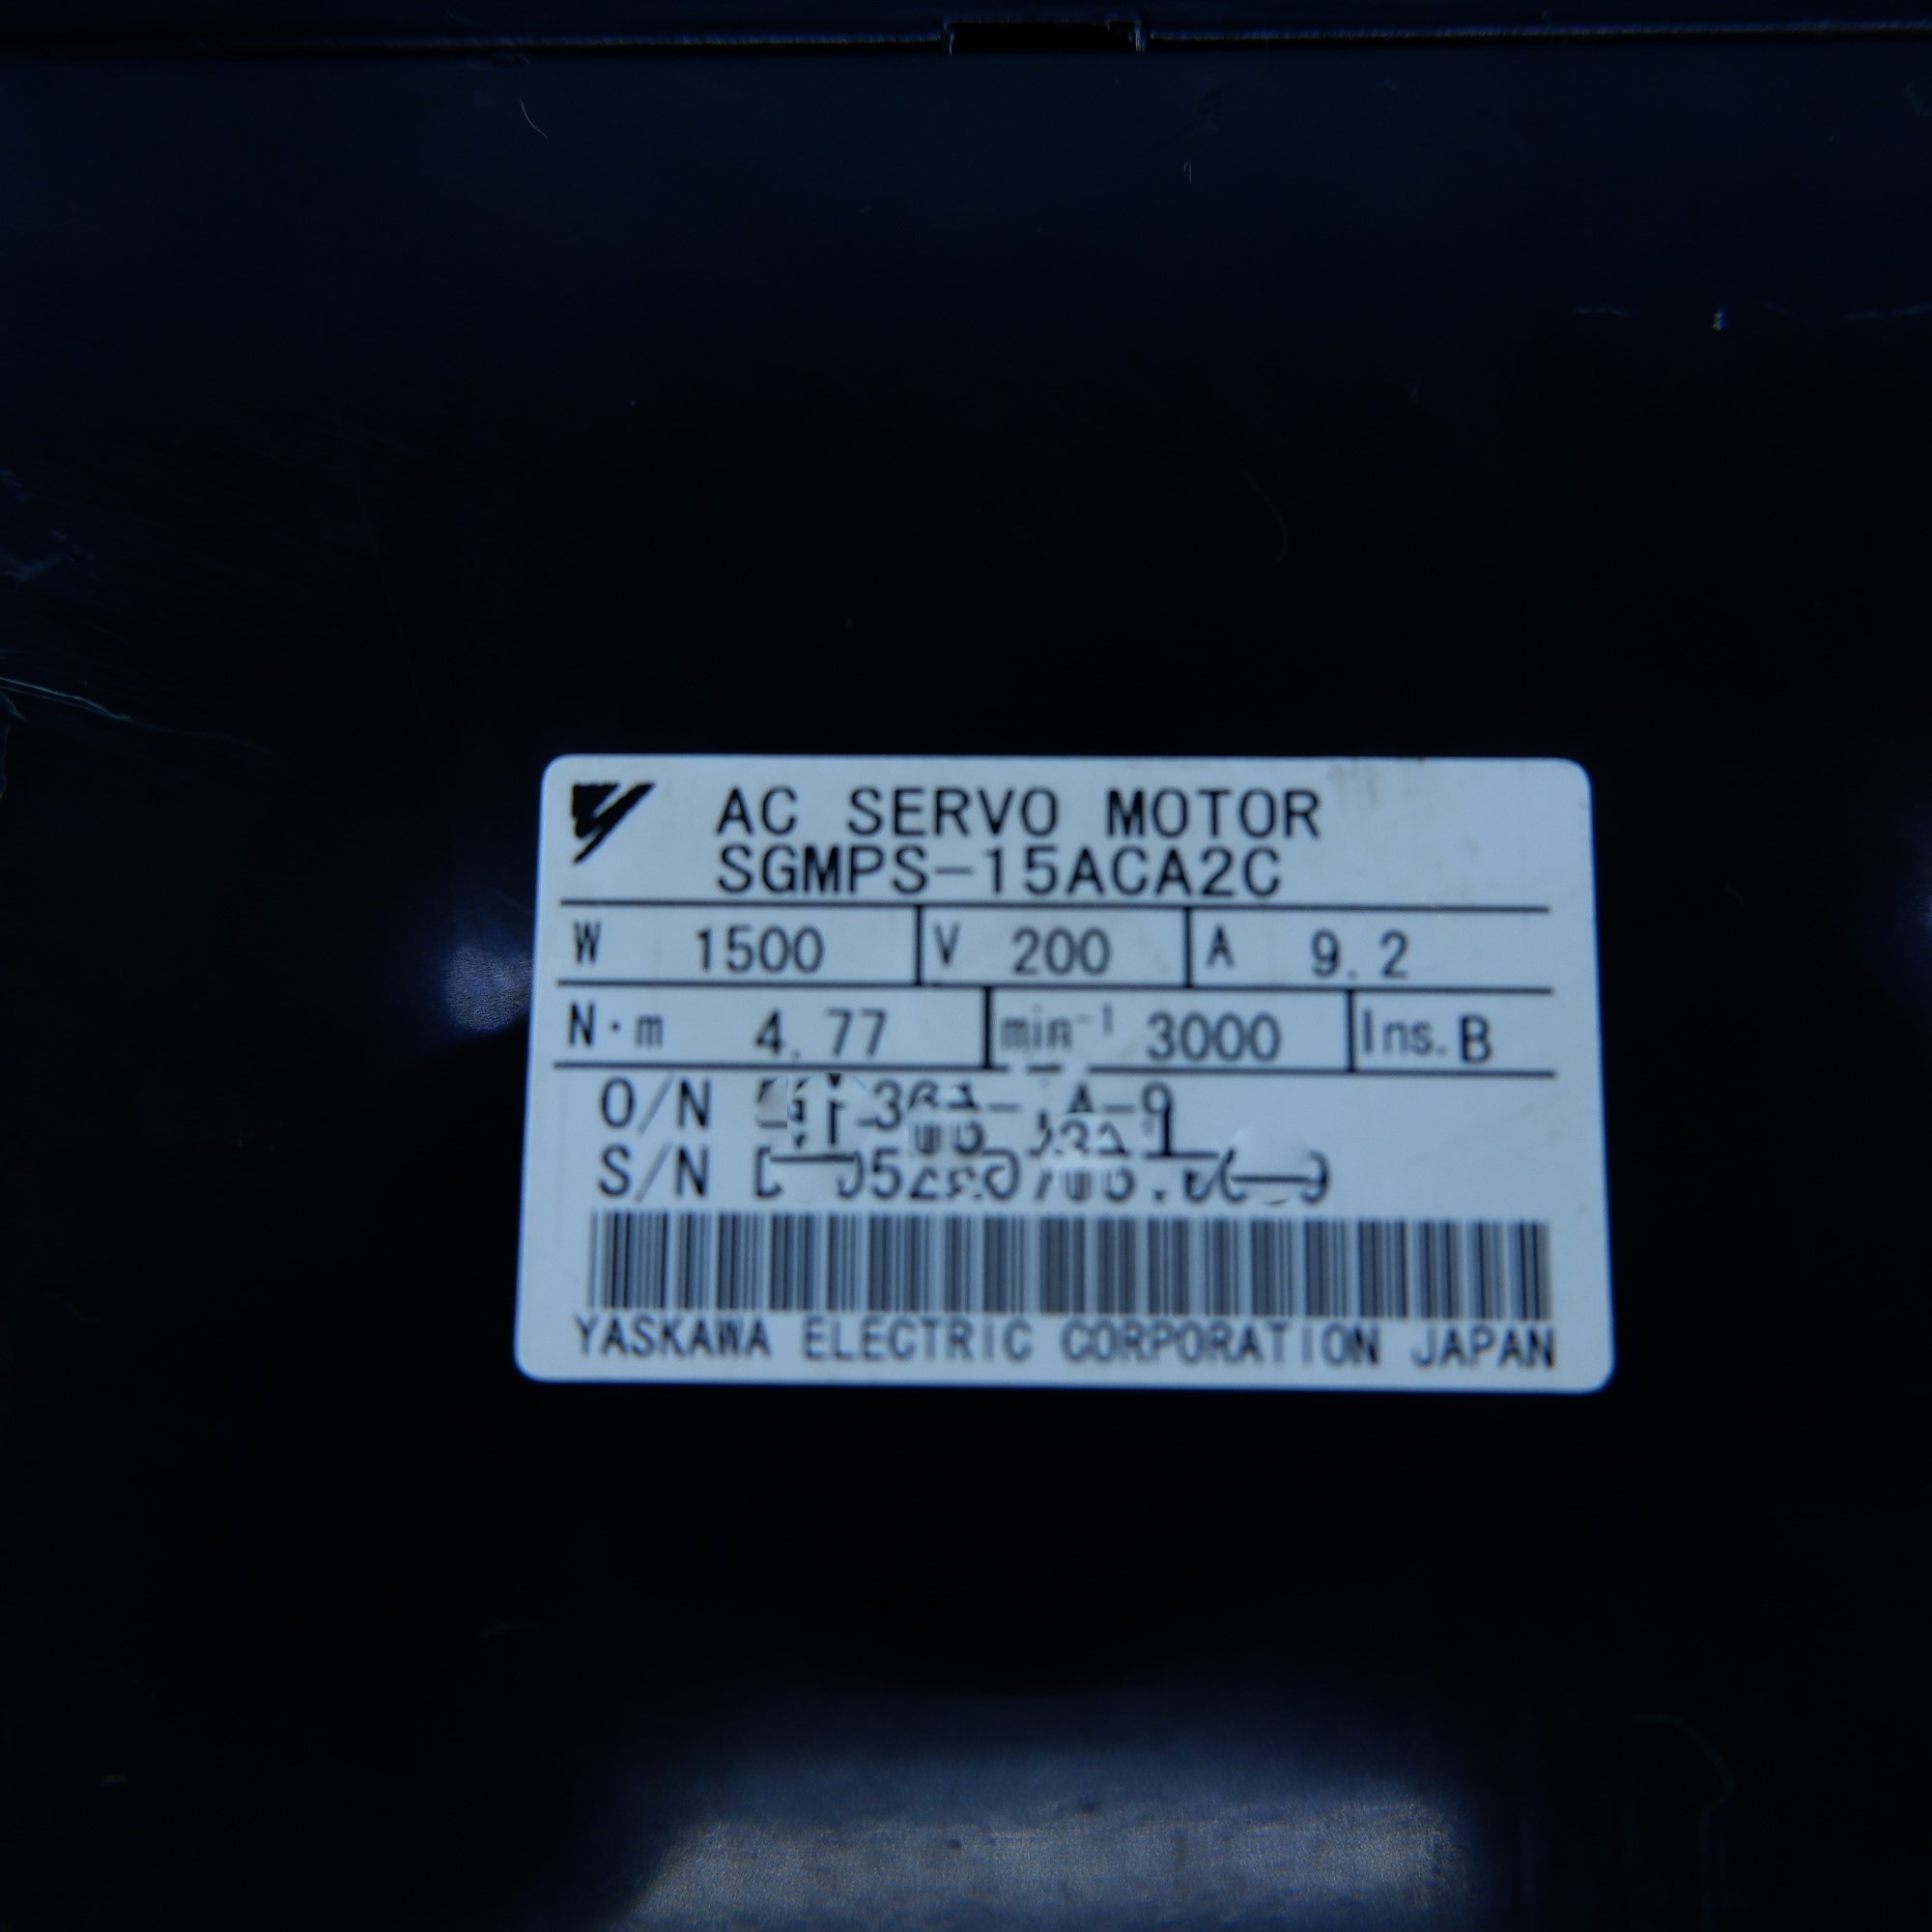 AC SERVO MOTOR
SGMPS-15ACA2C
W 1500 V 200 A 9.2
N·m 4.77 min⁻¹ 3000 Ins. B
O/N
S/N
YASKAWA ELECTRIC CORPORATION JAPAN